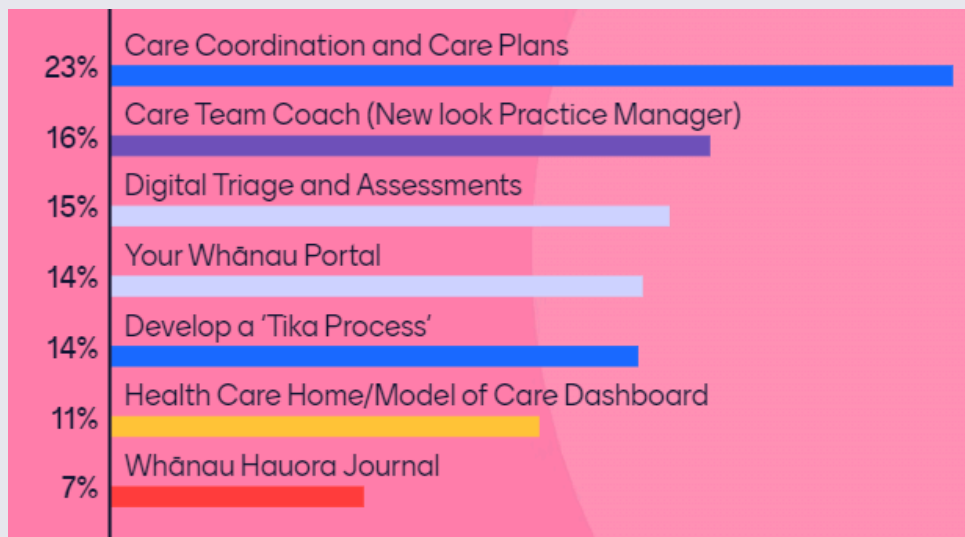 Care Coordination and Care Plans
23%
Care Team Coach (New look Practice Manager)
16%
Digital Triage and Assessments
15%
Your Whānau Portal
14%
Develop a ‘Tika Process’
14%
Health Care Home/Model of Care Dashboard
11%
Whānau Hauora Journal
7%